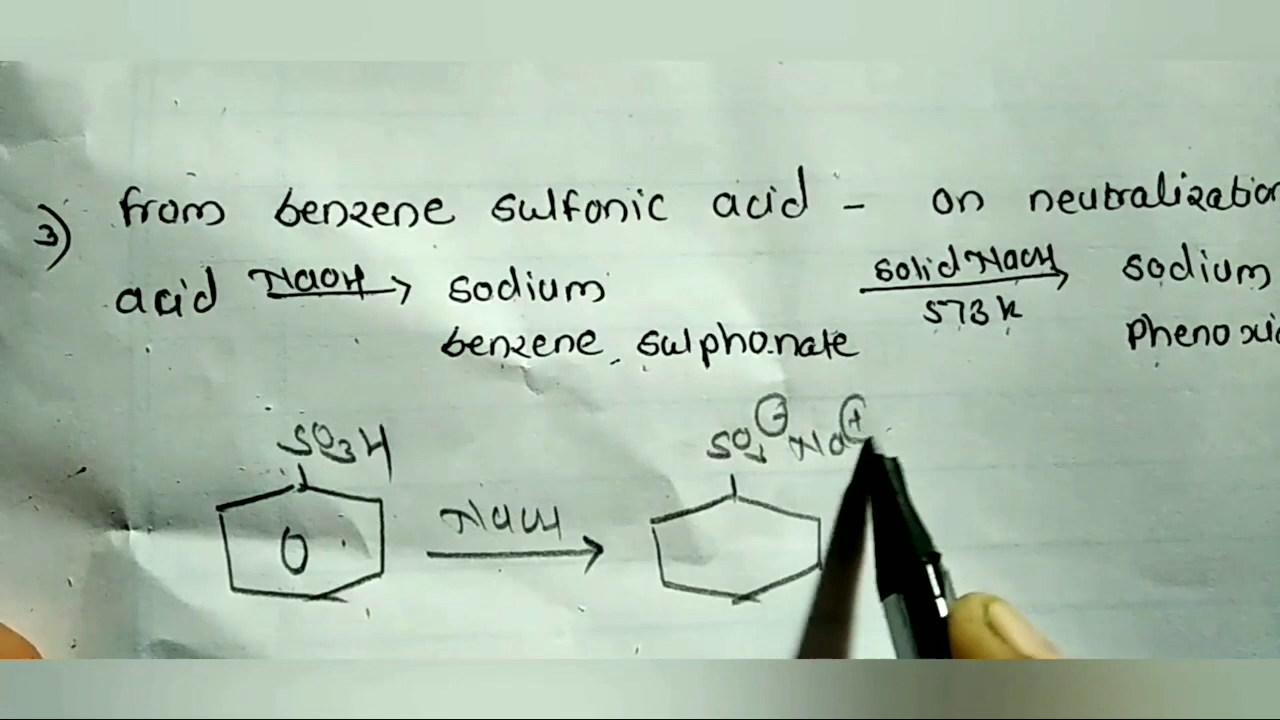 3) from benzene sulfonic acid - on neutralization
acid NaOH → sodium solid NaOH → sodium
benzene sulphonate 573 K phenoxi
SO3H SO3 ⊖ Na ⊕
NaOH →